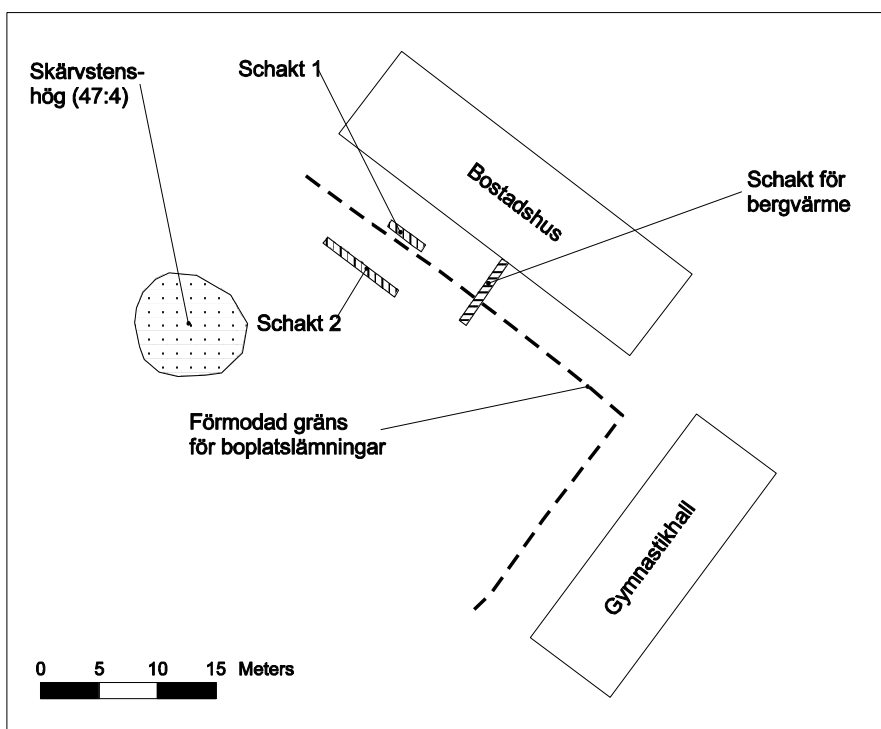 Skärvstens-
hög (47:4)
Schakt 1
Bostadshus
Schakt för
bergvärme
Schakt 2
Förmodad gräns
för boplatslämningar
Gymnastikhall
0 5 10 15 Meters